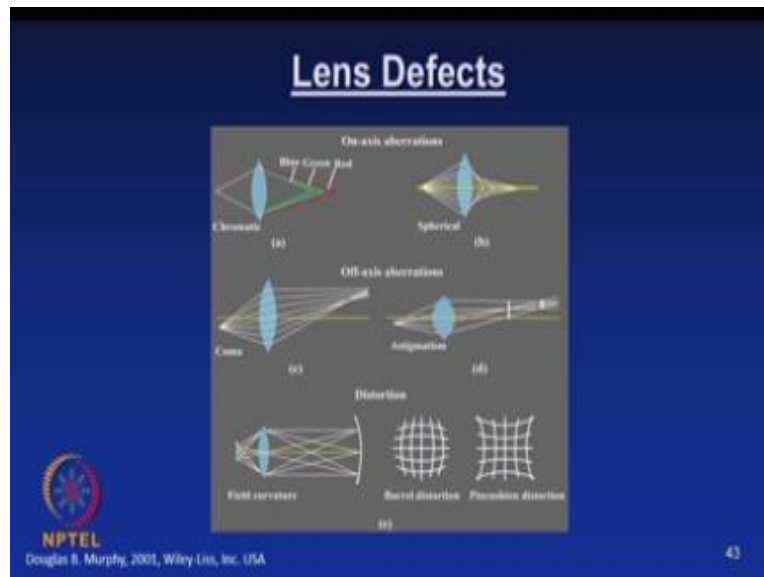 Lens Defects
On-axis aberrations
Blue Green Red
Chromatic
Spherical
(a)
(b)
Off-axis aberrations
Coma
Astigmatism
(c)
(d)
Distortion
Field curvature
Barrel distortion
Pincushion distortion
(e)
NPTEL
Douglas B. Murphy, 2001, Wiley-Liss, Inc. USA
43